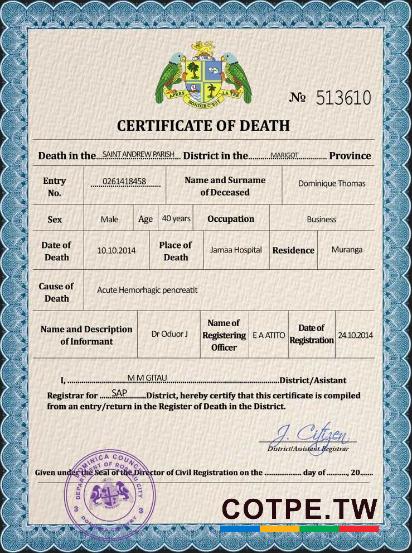 № 513610
CERTIFICATE OF DEATH
Death in the SAINT ANDREW PARISH District in the MARIGOT Province
Entry No. 0261418458 Name and Surname of Deceased Dominique Thomas
Sex Male Age 40 years Occupation Business
Date of Death 10.10.2014 Place of Death Jamaa Hospital Residence Muranga
Cause of Death Acute Hemorhagic pencreatit
Name and Description of Informant Dr Oduor J Name of Registering Officer E A ATITO Date of Registration 24.10.2014
I, M M GITAU District/Asistant
Registrar for SAP District, hereby certify that this certificate is compiled
from an entry/return in the Register of Death in the District.
J. Citizen
District/Assistant Registrar
Given under the Seal of the Director of Civil Registration on the ............... day of .........., 20......
COTPE.TW